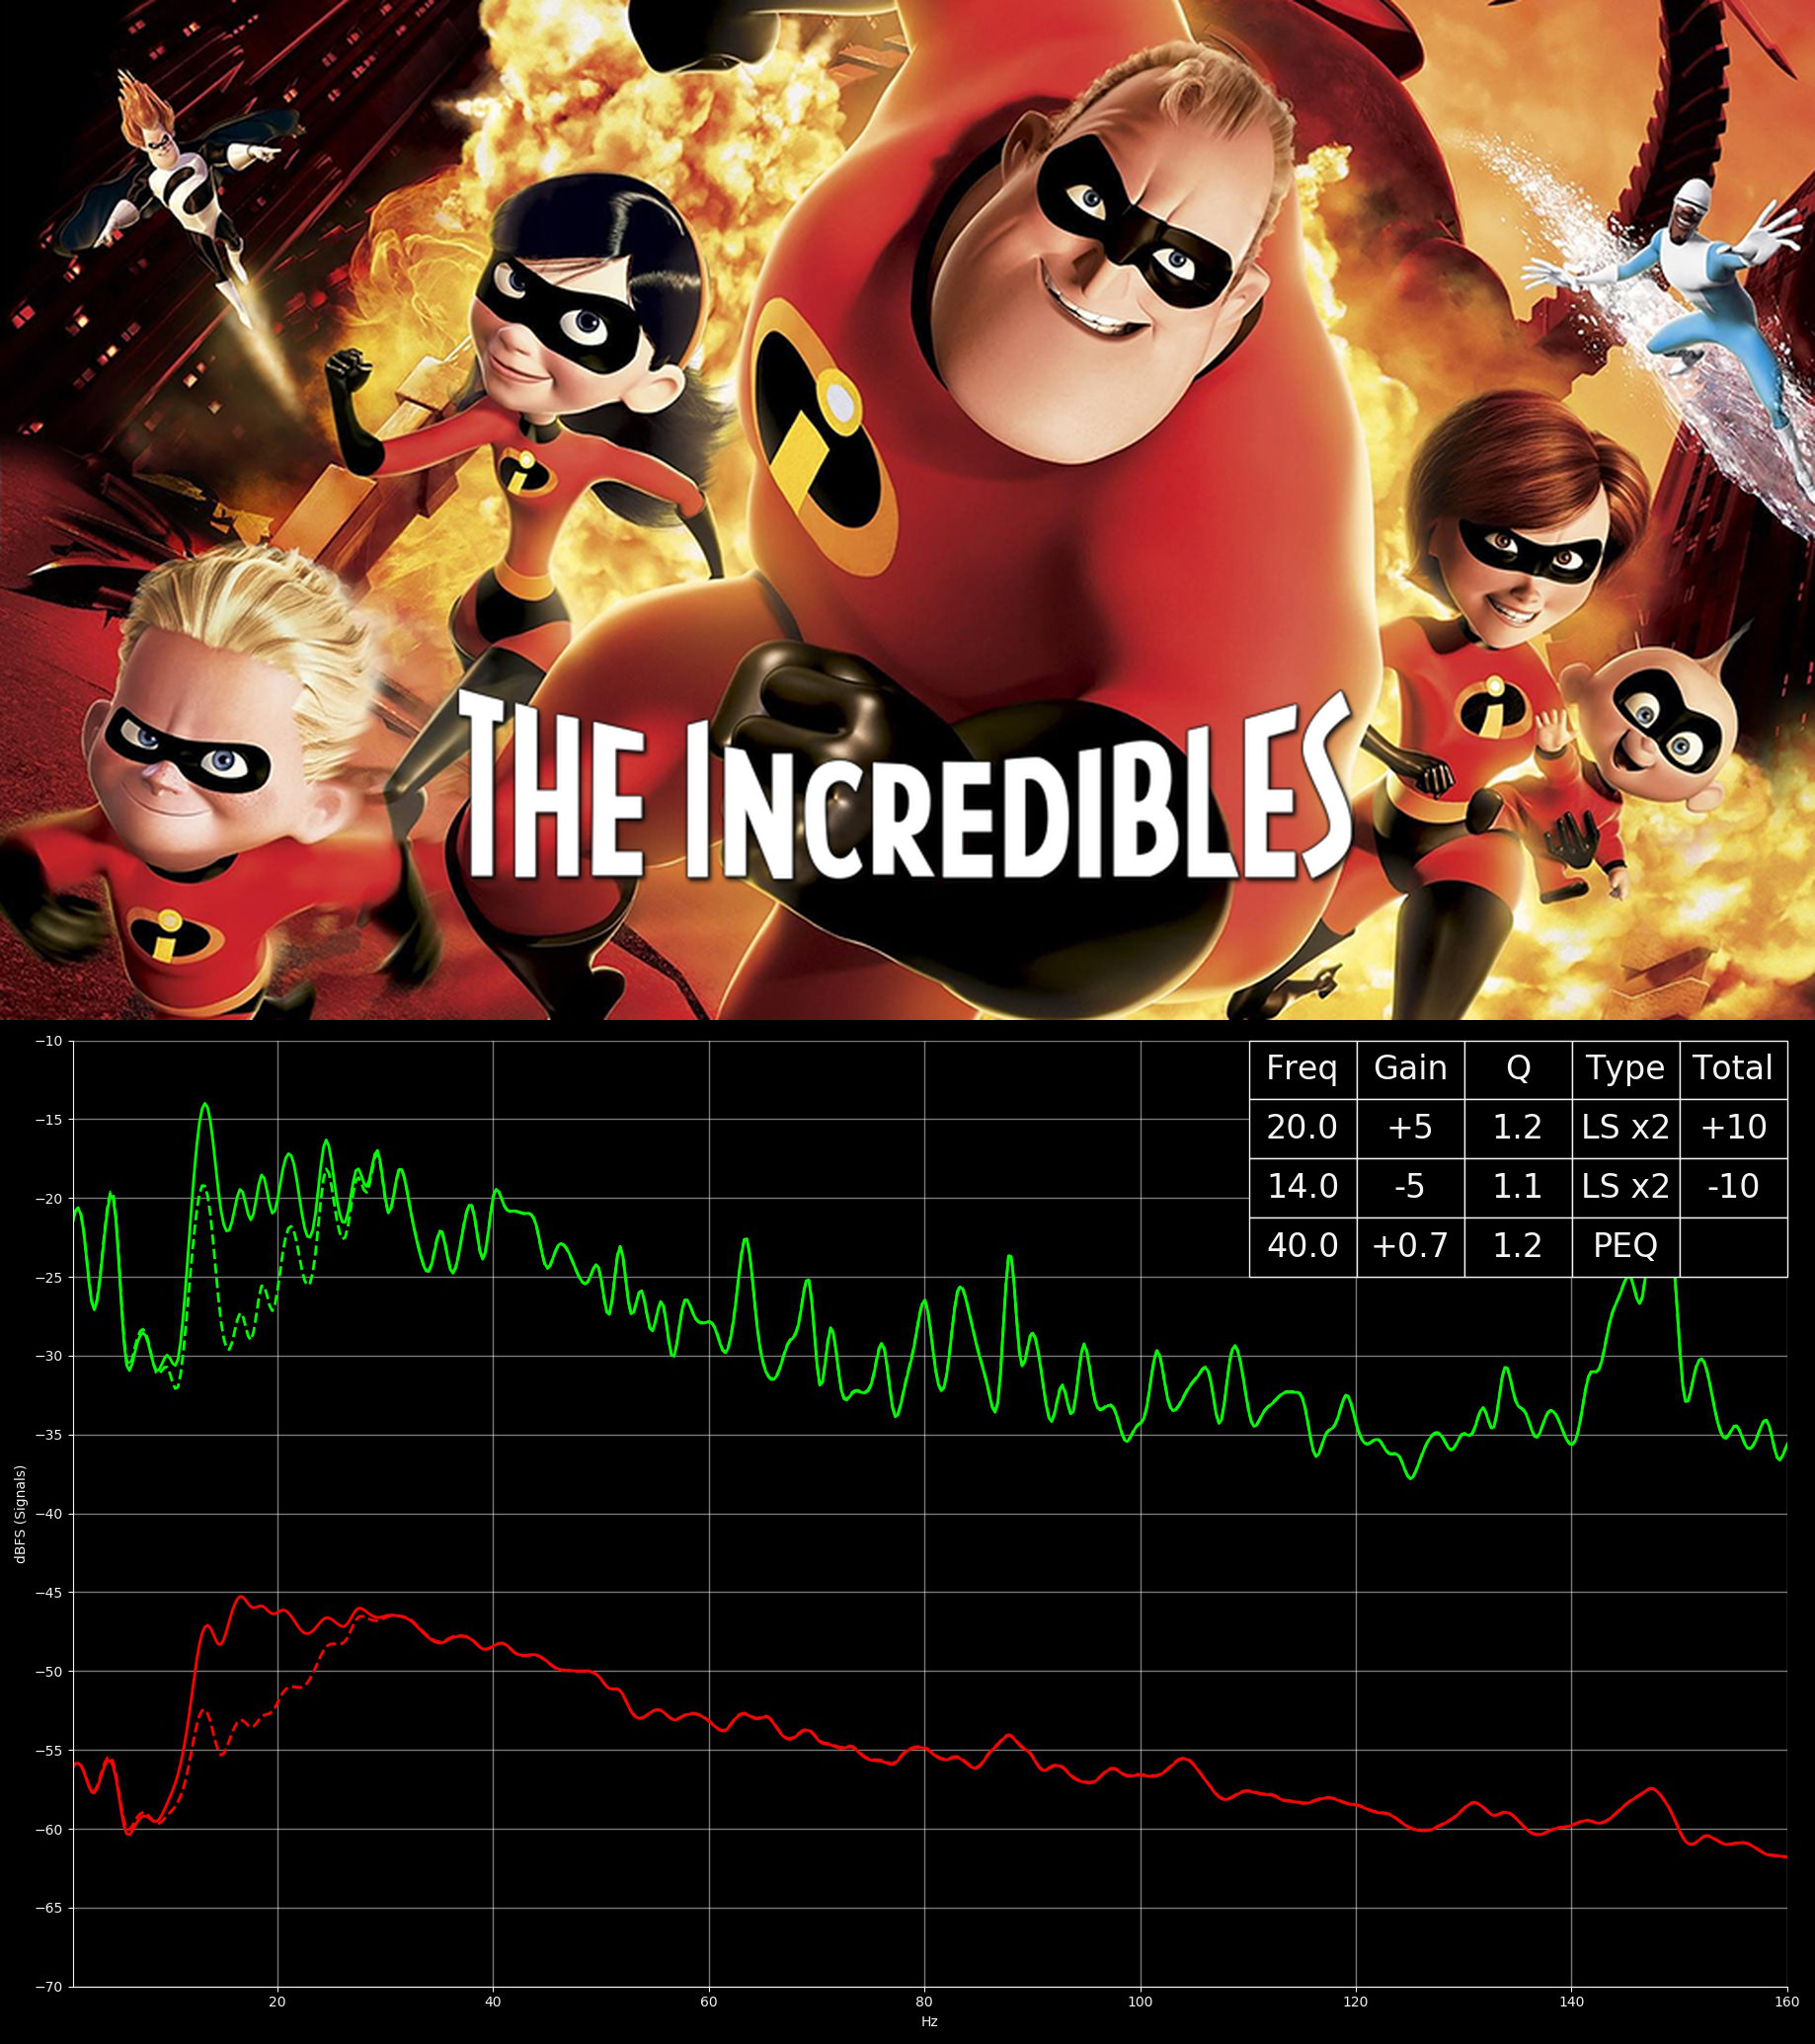 THE INCREDIBLES
Freq Gain Q Type Total
20.0 +5 1.2 LS x2 +10
14.0 -5 1.1 LS x2 -10
40.0 +0.7 1.2 PEQ
−10
−15
−20
−25
−30
−35
−40
−45
−50
−55
−60
−65
−70
dBFS (Signals)
20 40 60 80 100 120 140 160
Hz